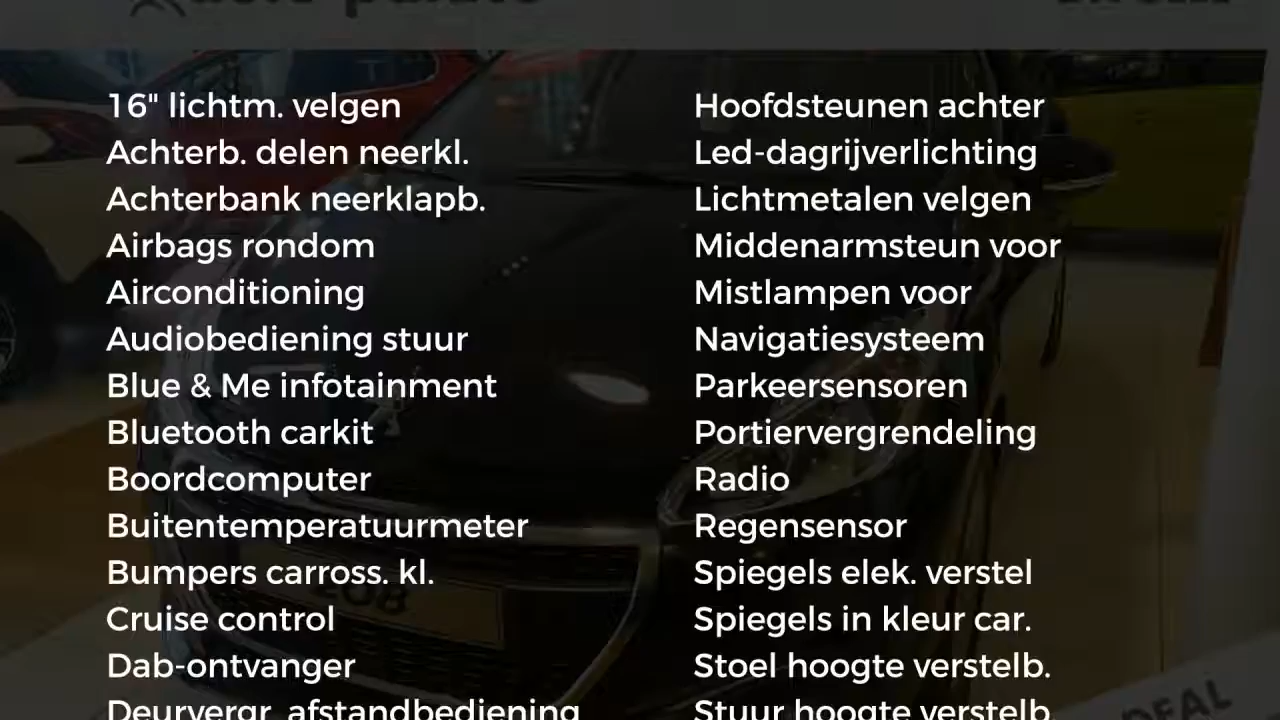 16" lichtm. velgen
Achterb. delen neerkl.
Achterbank neerklapb.
Airbags rondom
Airconditioning
Audiobediening stuur
Blue & Me infotainment
Bluetooth carkit
Boordcomputer
Buitentemperatuurmeter
Bumpers carross. kl.
Cruise control
Dab-ontvanger
Deurvergr. afstandbediening
Hoofdsteunen achter
Led-dagrijverlichting
Lichtmetalen velgen
Middenarmsteun voor
Mistlampen voor
Navigatiesysteem
Parkeersensoren
Portiervergrendeling
Radio
Regensensor
Spiegels elek. verstel
Spiegels in kleur car.
Stoel hoogte verstelb.
Stuur hoogte verstelb.
208
DEAL